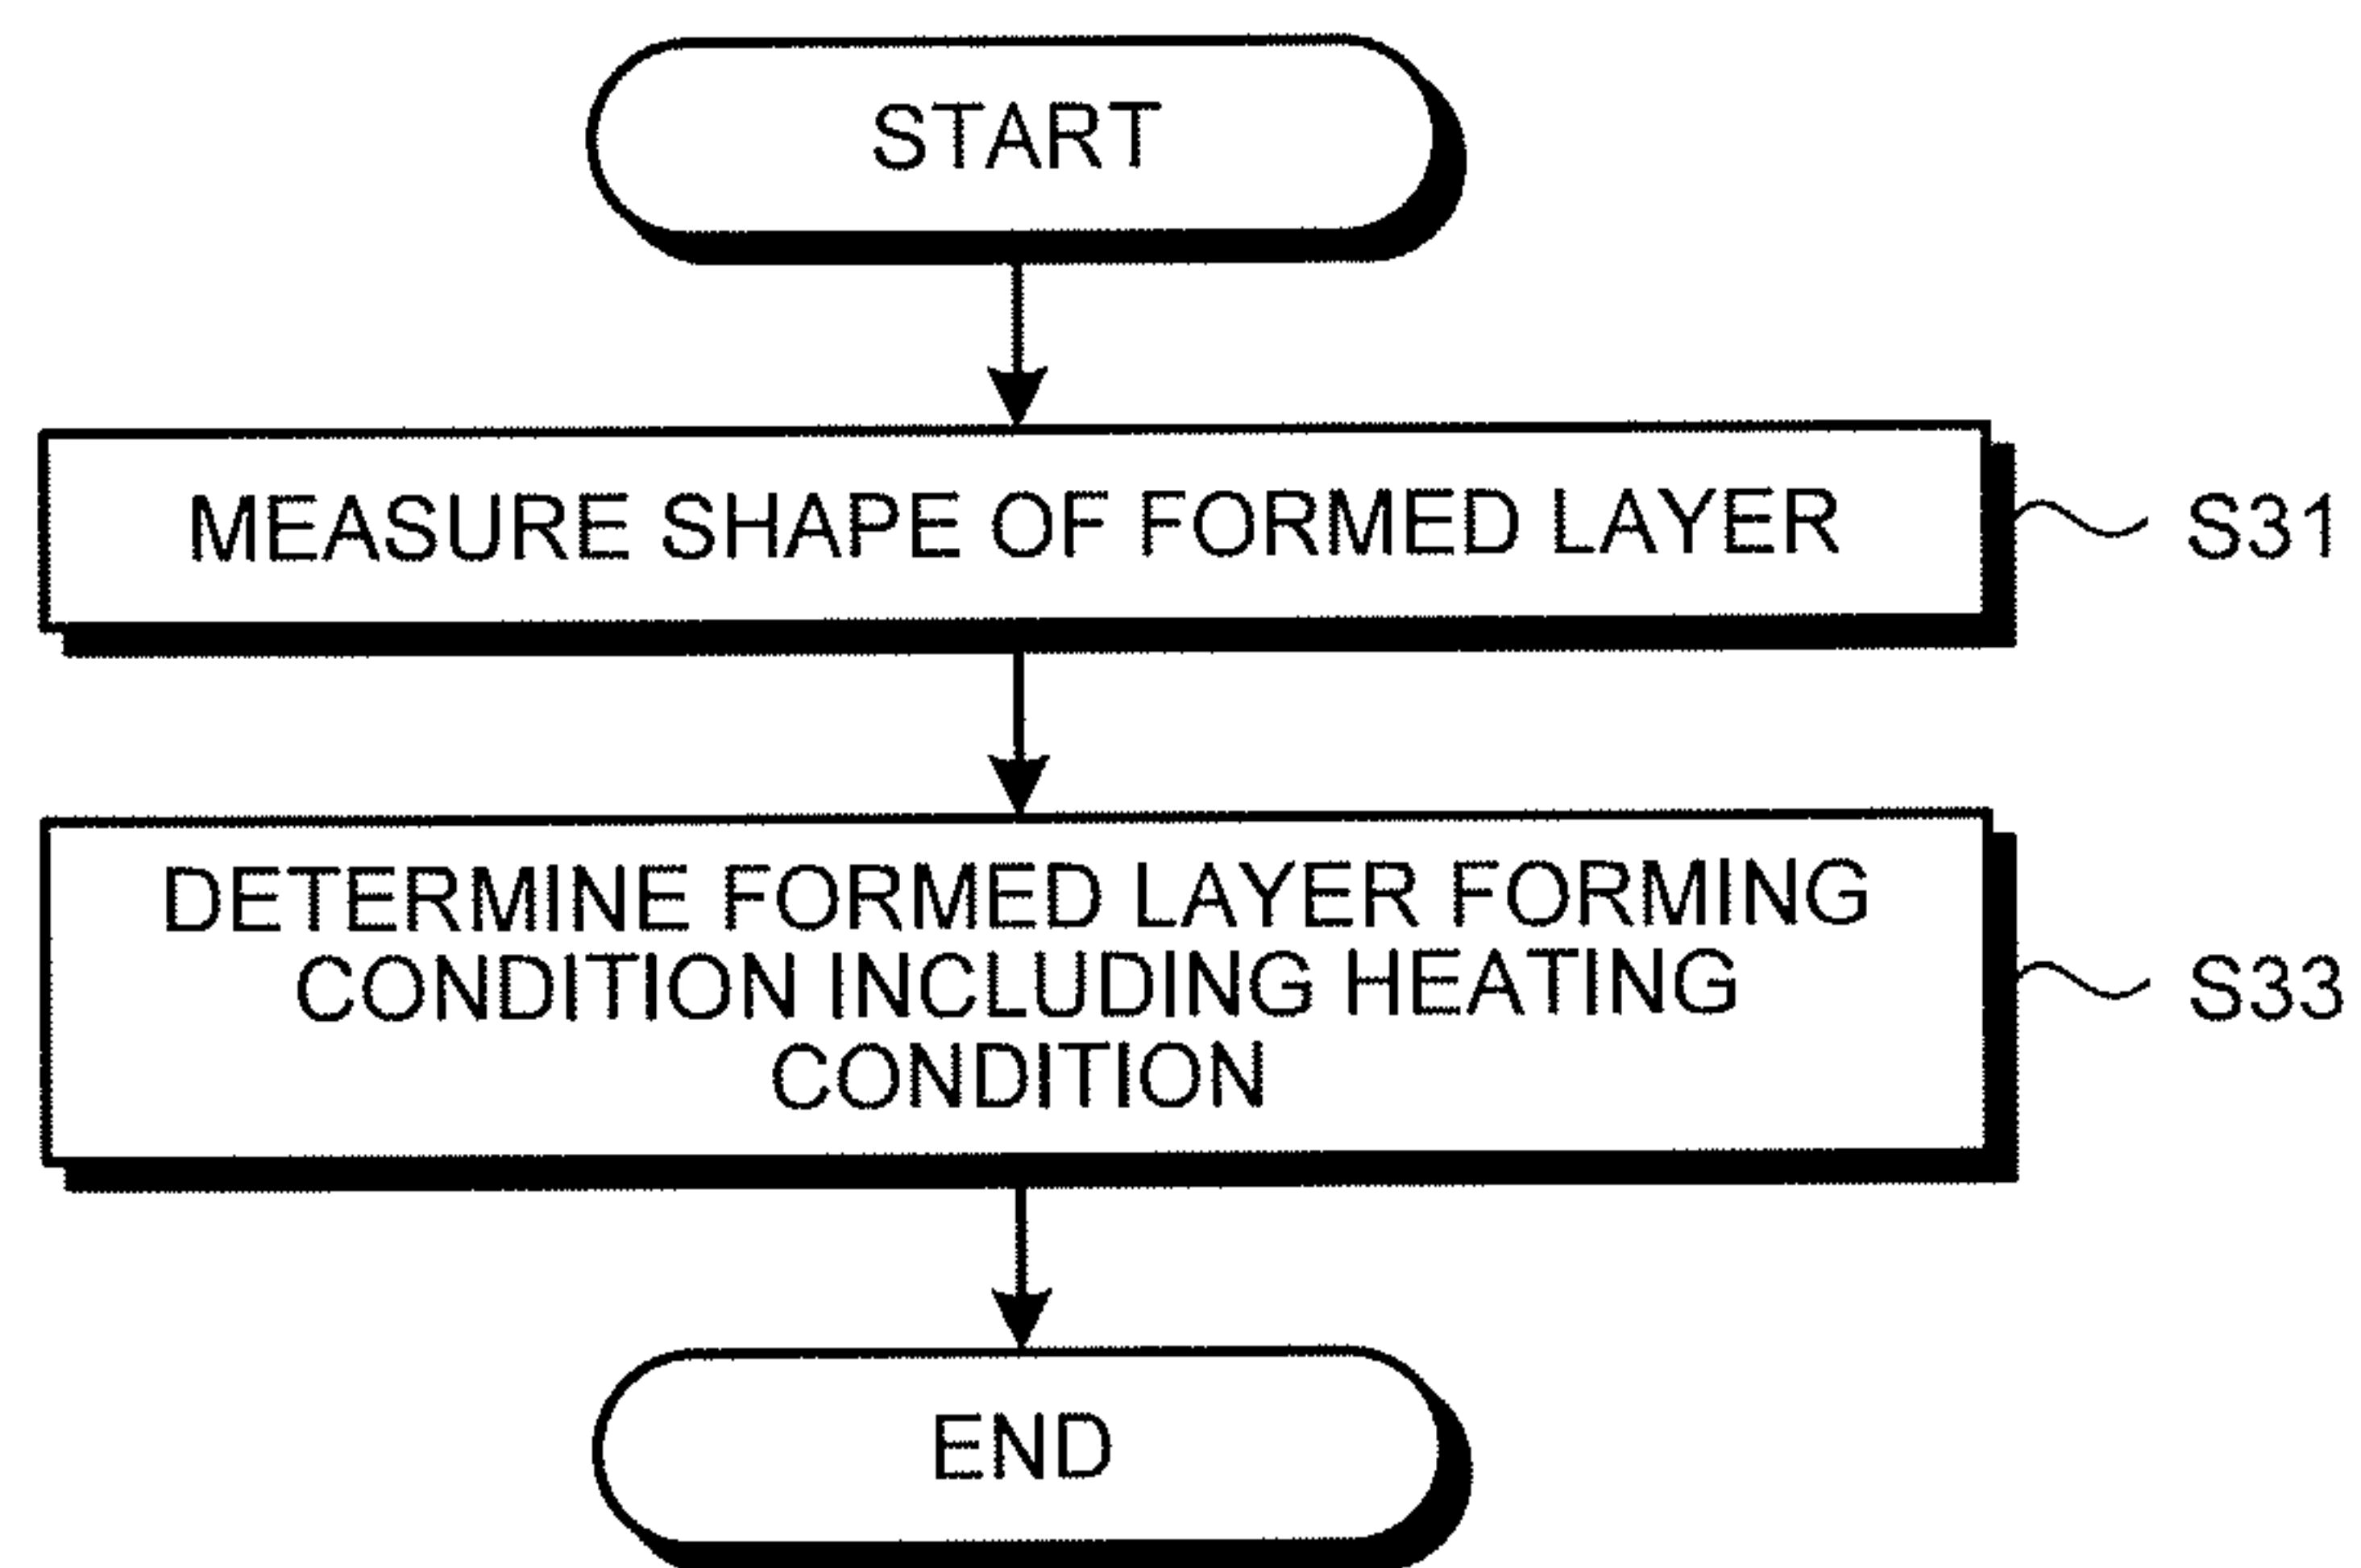 START
MEASURE SHAPE OF FORMED LAYER
S31
DETERMINE FORMED LAYER FORMING
CONDITION INCLUDING HEATING
CONDITION
S33
END